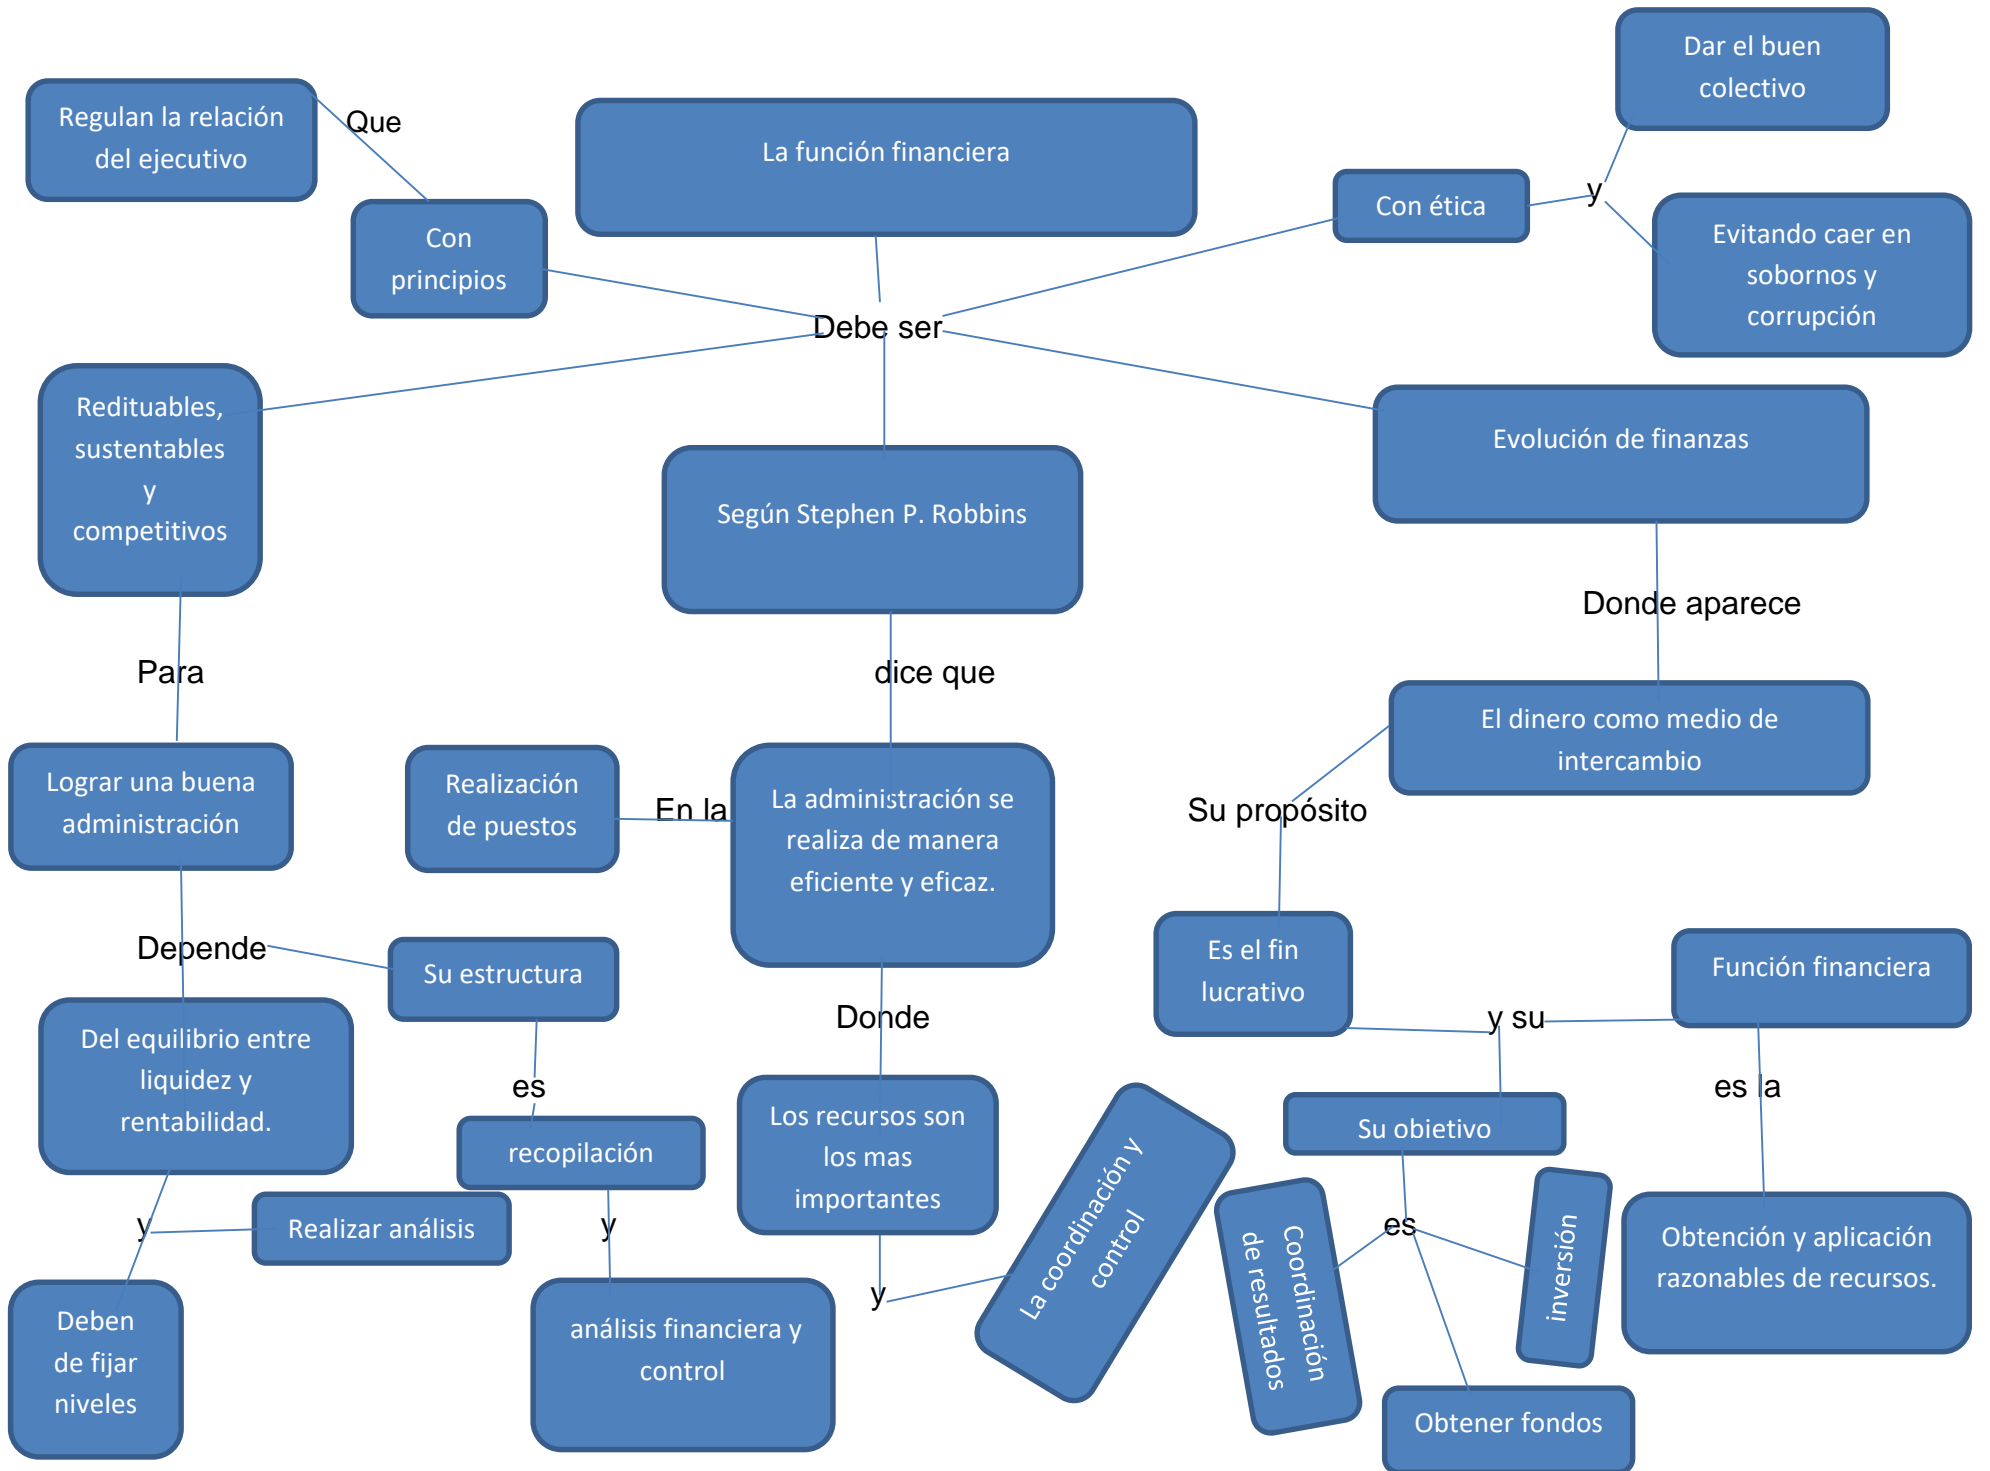 Dar el buen
colectivo
Regulan la relación
del ejecutivo
Que
La función financiera
Con ética
y
Evitando caer en
sobornos y
corrupción
Con
principios
Debe ser
Redituables,
sustentables
y
competitivos
Según Stephen P. Robbins
Evolución de finanzas
Donde aparece
Para
dice que
El dinero como medio de
intercambio
Lograr una buena
administración
Realización
de puestos
En la
La administración se
realiza de manera
eficiente y eficaz.
Su propósito
Depende
Su estructura
Es el fin
lucrativo
Función financiera
Donde
y su
Del equilibrio entre
liquidez y
rentabilidad.
es
es la
Los recursos son
los mas
importantes
Su objetivo
recopilación
La coordinación y
control
y
Realizar análisis
y
Coordinación
de resultados
es
inversión
Obtención y aplicación
razonables de recursos.
y
Deben
de fijar
niveles
análisis financiera y
control
Obtener fondos